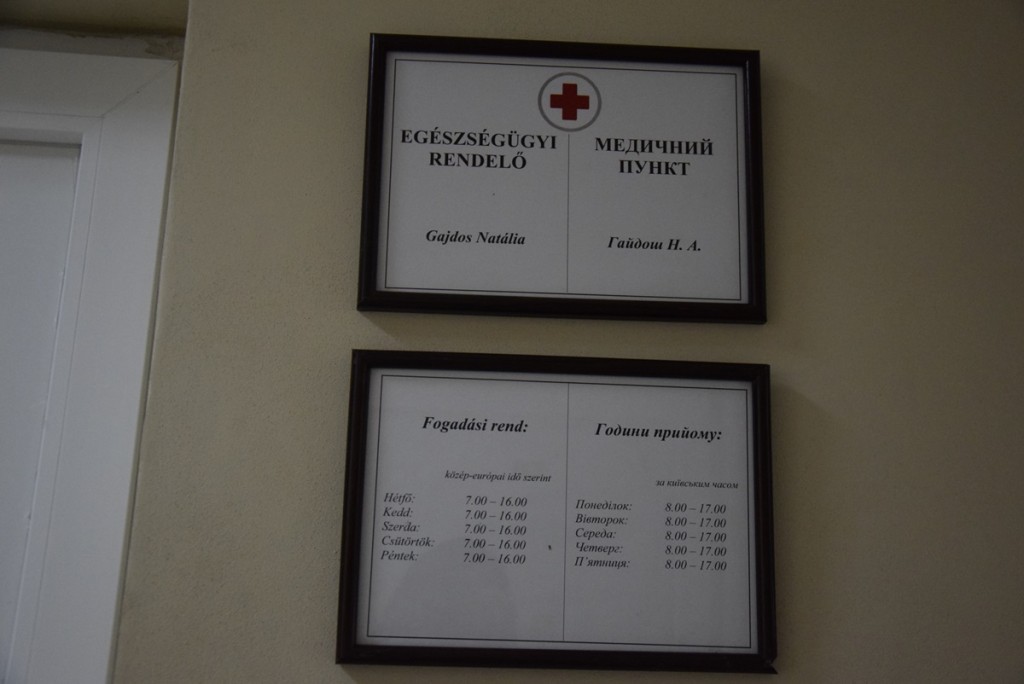 EGÉSZSÉGÜGYI
RENDELŐ
Gajdos Natália
МЕДИЧНИЙ
ПУНКТ
Гайдош Н. А.
Fogadási rend:
közép-európai idő szerint
Hétfő: 7.00 – 16.00
Kedd: 7.00 – 16.00
Szerda: 7.00 – 16.00
Csütörtök: 7.00 – 16.00
Péntek: 7.00 – 16.00
Години прийому:
за київським часом
Понеділок: 8.00 – 17.00
Вівторок: 8.00 – 17.00
Середа: 8.00 – 17.00
Четверг: 8.00 – 17.00
П’ятниця: 8.00 – 17.00